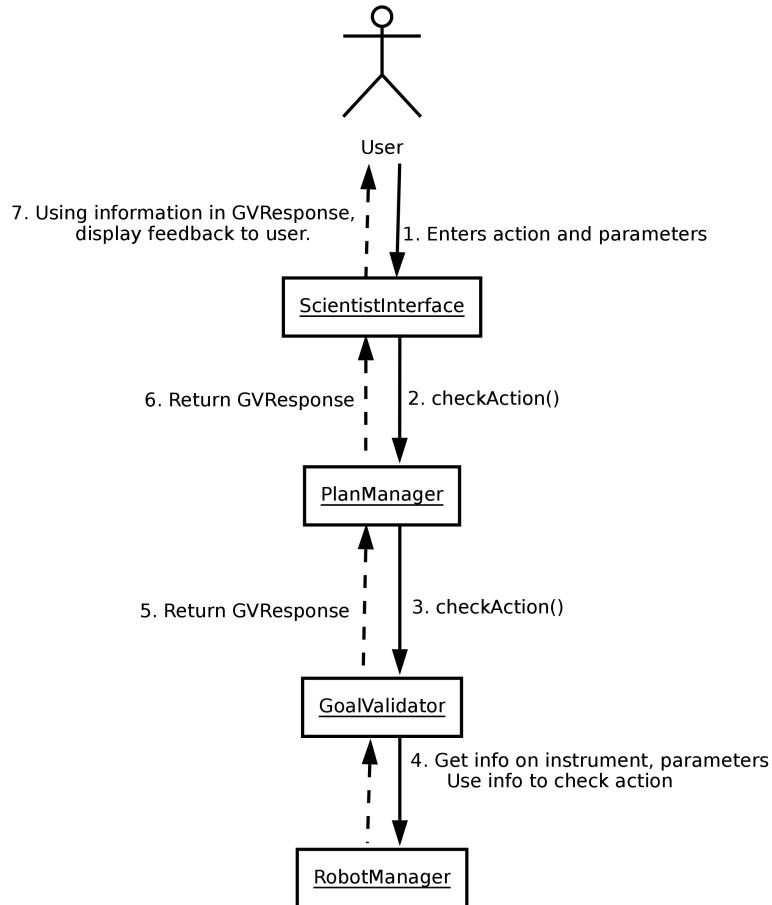 User
7. Using information in GVResponse,
display feedback to user.
1. Enters action and parameters
ScientistInterface
6. Return GVResponse
2. checkAction()
PlanManager
5. Return GVResponse
3. checkAction()
GoalValidator
4. Get info on instrument, parameters
Use info to check action
RobotManager